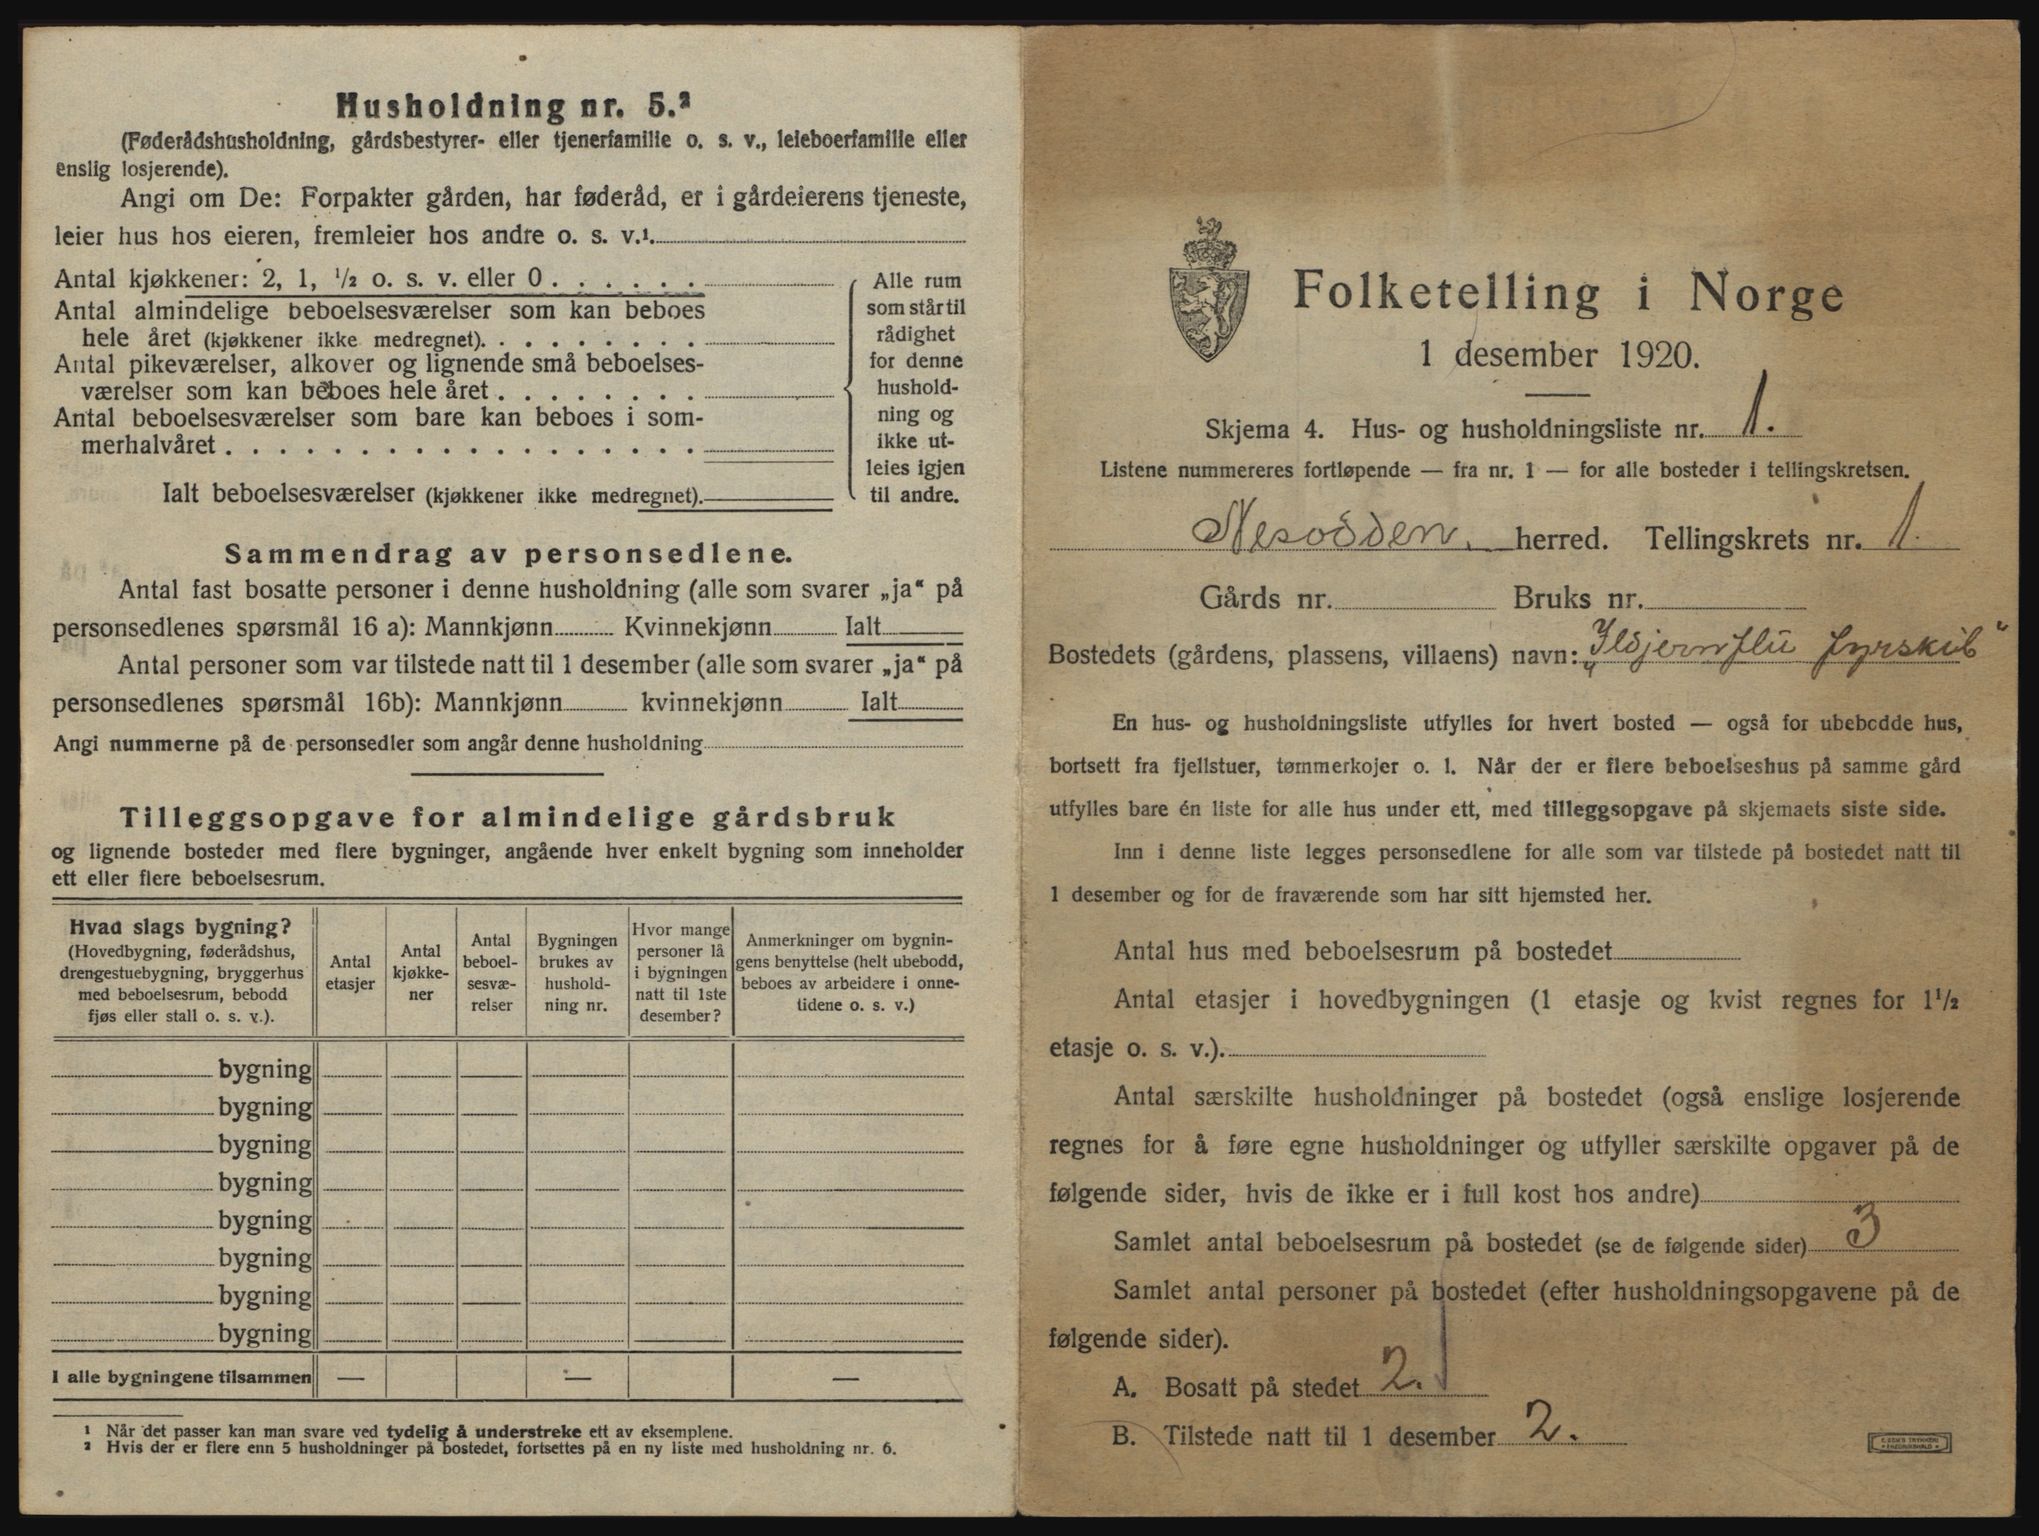 Husholdning nr. 5.²
(Føderådshusholdning, gårdsbestyrer- eller tjenerfamilie o. s. v., leieboerfamilie eller
enslig losjerende).
Angi om De: Forpakter gården, har føderåd, er i gårdeierens tjeneste,
leier hus hos eieren, fremleier hos andre o. s. v.¹
Antal kjøkkener: 2, 1, ½ o. s. v. eller 0
Antal almindelige beboelsesværelser som kan beboes
hele året (kjøkkener ikke medregnet)
Antal pikeværelser, alkover og lignende små beboelses-
værelser som kan beboes hele året
Antal beboelsesværelser som bare kan beboes i som-
merhalvåret
Ialt beboelsesværelser (kjøkkener ikke medregnet)
Alle rum
som står til
rådighet
for denne
hushold-
ning og
ikke ut-
leies igjen
til andre.
Sammendrag av personsedlene.
Antal fast bosatte personer i denne husholdning (alle som svarer „ja“ på
personsedlenes spørsmål 16 a): Mannkjønn Kvinnekjønn Ialt
Antal personer som var tilstede natt til 1 desember (alle som svarer „ja“ på
personsedlenes spørsmål 16b): Mannkjønn kvinnekjønn Ialt
Angi nummerne på de personsedler som angår denne husholdning
Tilleggsopgave for almindelige gårdsbruk
og lignende bosteder med flere bygninger, angående hver enkelt bygning som inneholder
ett eller flere beboelsesrum.
Hvad slags bygning?
(Hovedbygning, føderådshus,
drengestuebygning, bryggerhus
med beboelsesrum, bebodd
fjøs eller stall o. s. v.).
Antal
etasjer
Antal
kjøkke-
ner
Antal
beboel-
sesvæ-
relser
Bygningen
brukes av
hushold-
ning nr.
Hvor mange
personer lå
i bygningen
natt til 1ste
desember?
Anmerkninger om bygnin-
gens benyttelse (helt ubebodd,
beboes av arbeidere i onne-
tidene o. s. v.)
bygning
bygning
bygning
bygning
bygning
bygning
bygning
bygning
I alle bygningene tilsammen — — —
¹ Når det passer kan man svare ved tydelig å understreke ett av eksemplene.
² Hvis der er flere enn 5 husholdninger på bostedet, fortsettes på en ny liste med husholdning nr. 6.
Folketelling i Norge
1 desember 1920.
Skjema 4. Hus- og husholdningsliste nr. 1.
Listene nummereres fortløpende — fra nr. 1 — for alle bosteder i tellingskretsen.
Nesodden. herred. Tellingskrets nr. 1.
Gårds nr. Bruks nr.
Bostedets (gårdens, plassens, villaens) navn: „Ildjernflu fyrskib“
En hus- og husholdningsliste utfylles for hvert bosted — også for ubebodde hus,
bortsett fra fjellstuer, tømmerkojer o. l. Når der er flere beboelseshus på samme gård
utfylles bare én liste for alle hus under ett, med tilleggsopgave på skjemaets siste side.
Inn i denne liste legges personsedlene for alle som var tilstede på bostedet natt til
1 desember og for de fraværende som har sitt hjemsted her.
Antal hus med beboelsesrum på bostedet
Antal etasjer i hovedbygningen (1 etasje og kvist regnes for 1½
etasje o. s. v.).
Antal særskilte husholdninger på bostedet (også enslige losjerende
regnes for å føre egne husholdninger og utfyller særskilte opgaver på de
følgende sider, hvis de ikke er i full kost hos andre)
Samlet antal beboelsesrum på bostedet (se de følgende sider) 3
Samlet antal personer på bostedet (efter husholdningsopgavene på de
følgende sider).
A. Bosatt på stedet 2.
B. Tilstede natt til 1 desember 2.